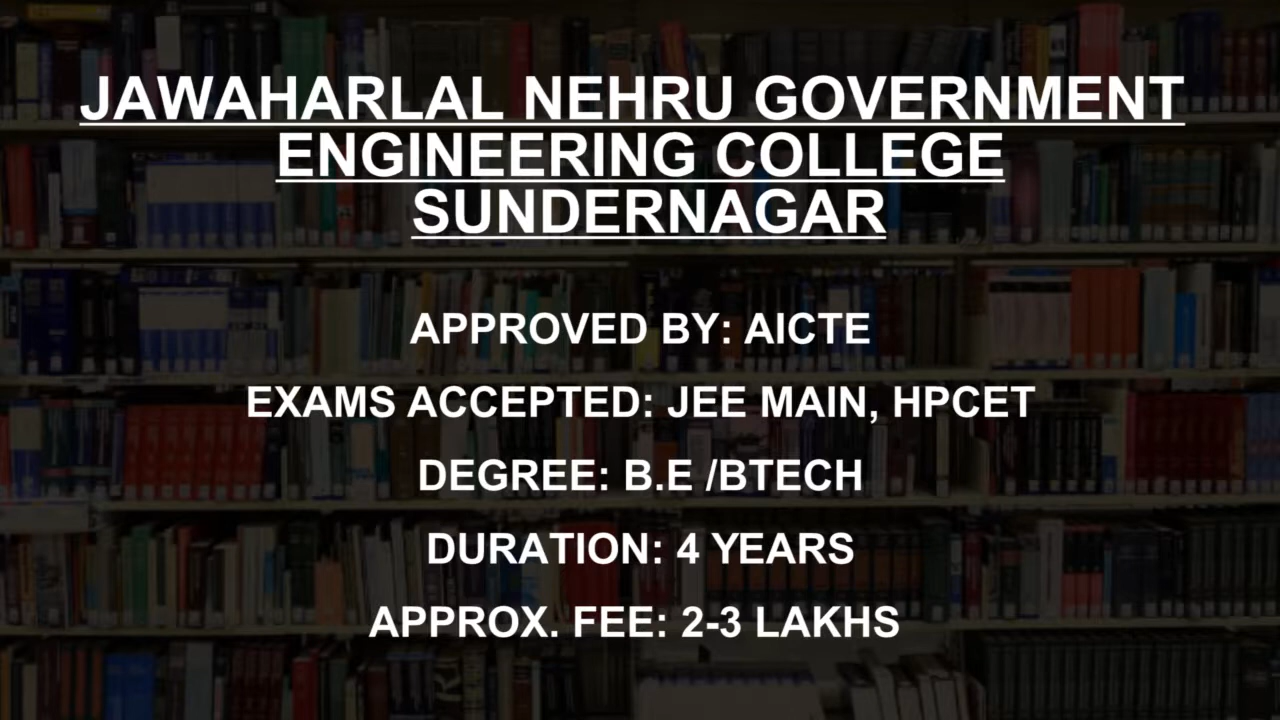 JAWAHARLAL NEHRU GOVERNMENT
ENGINEERING COLLEGE
SUNDERNAGAR
APPROVED BY: AICTE
EXAMS ACCEPTED: JEE MAIN, HPCET
DEGREE: B.E /BTECH
DURATION: 4 YEARS
APPROX. FEE: 2-3 LAKHS